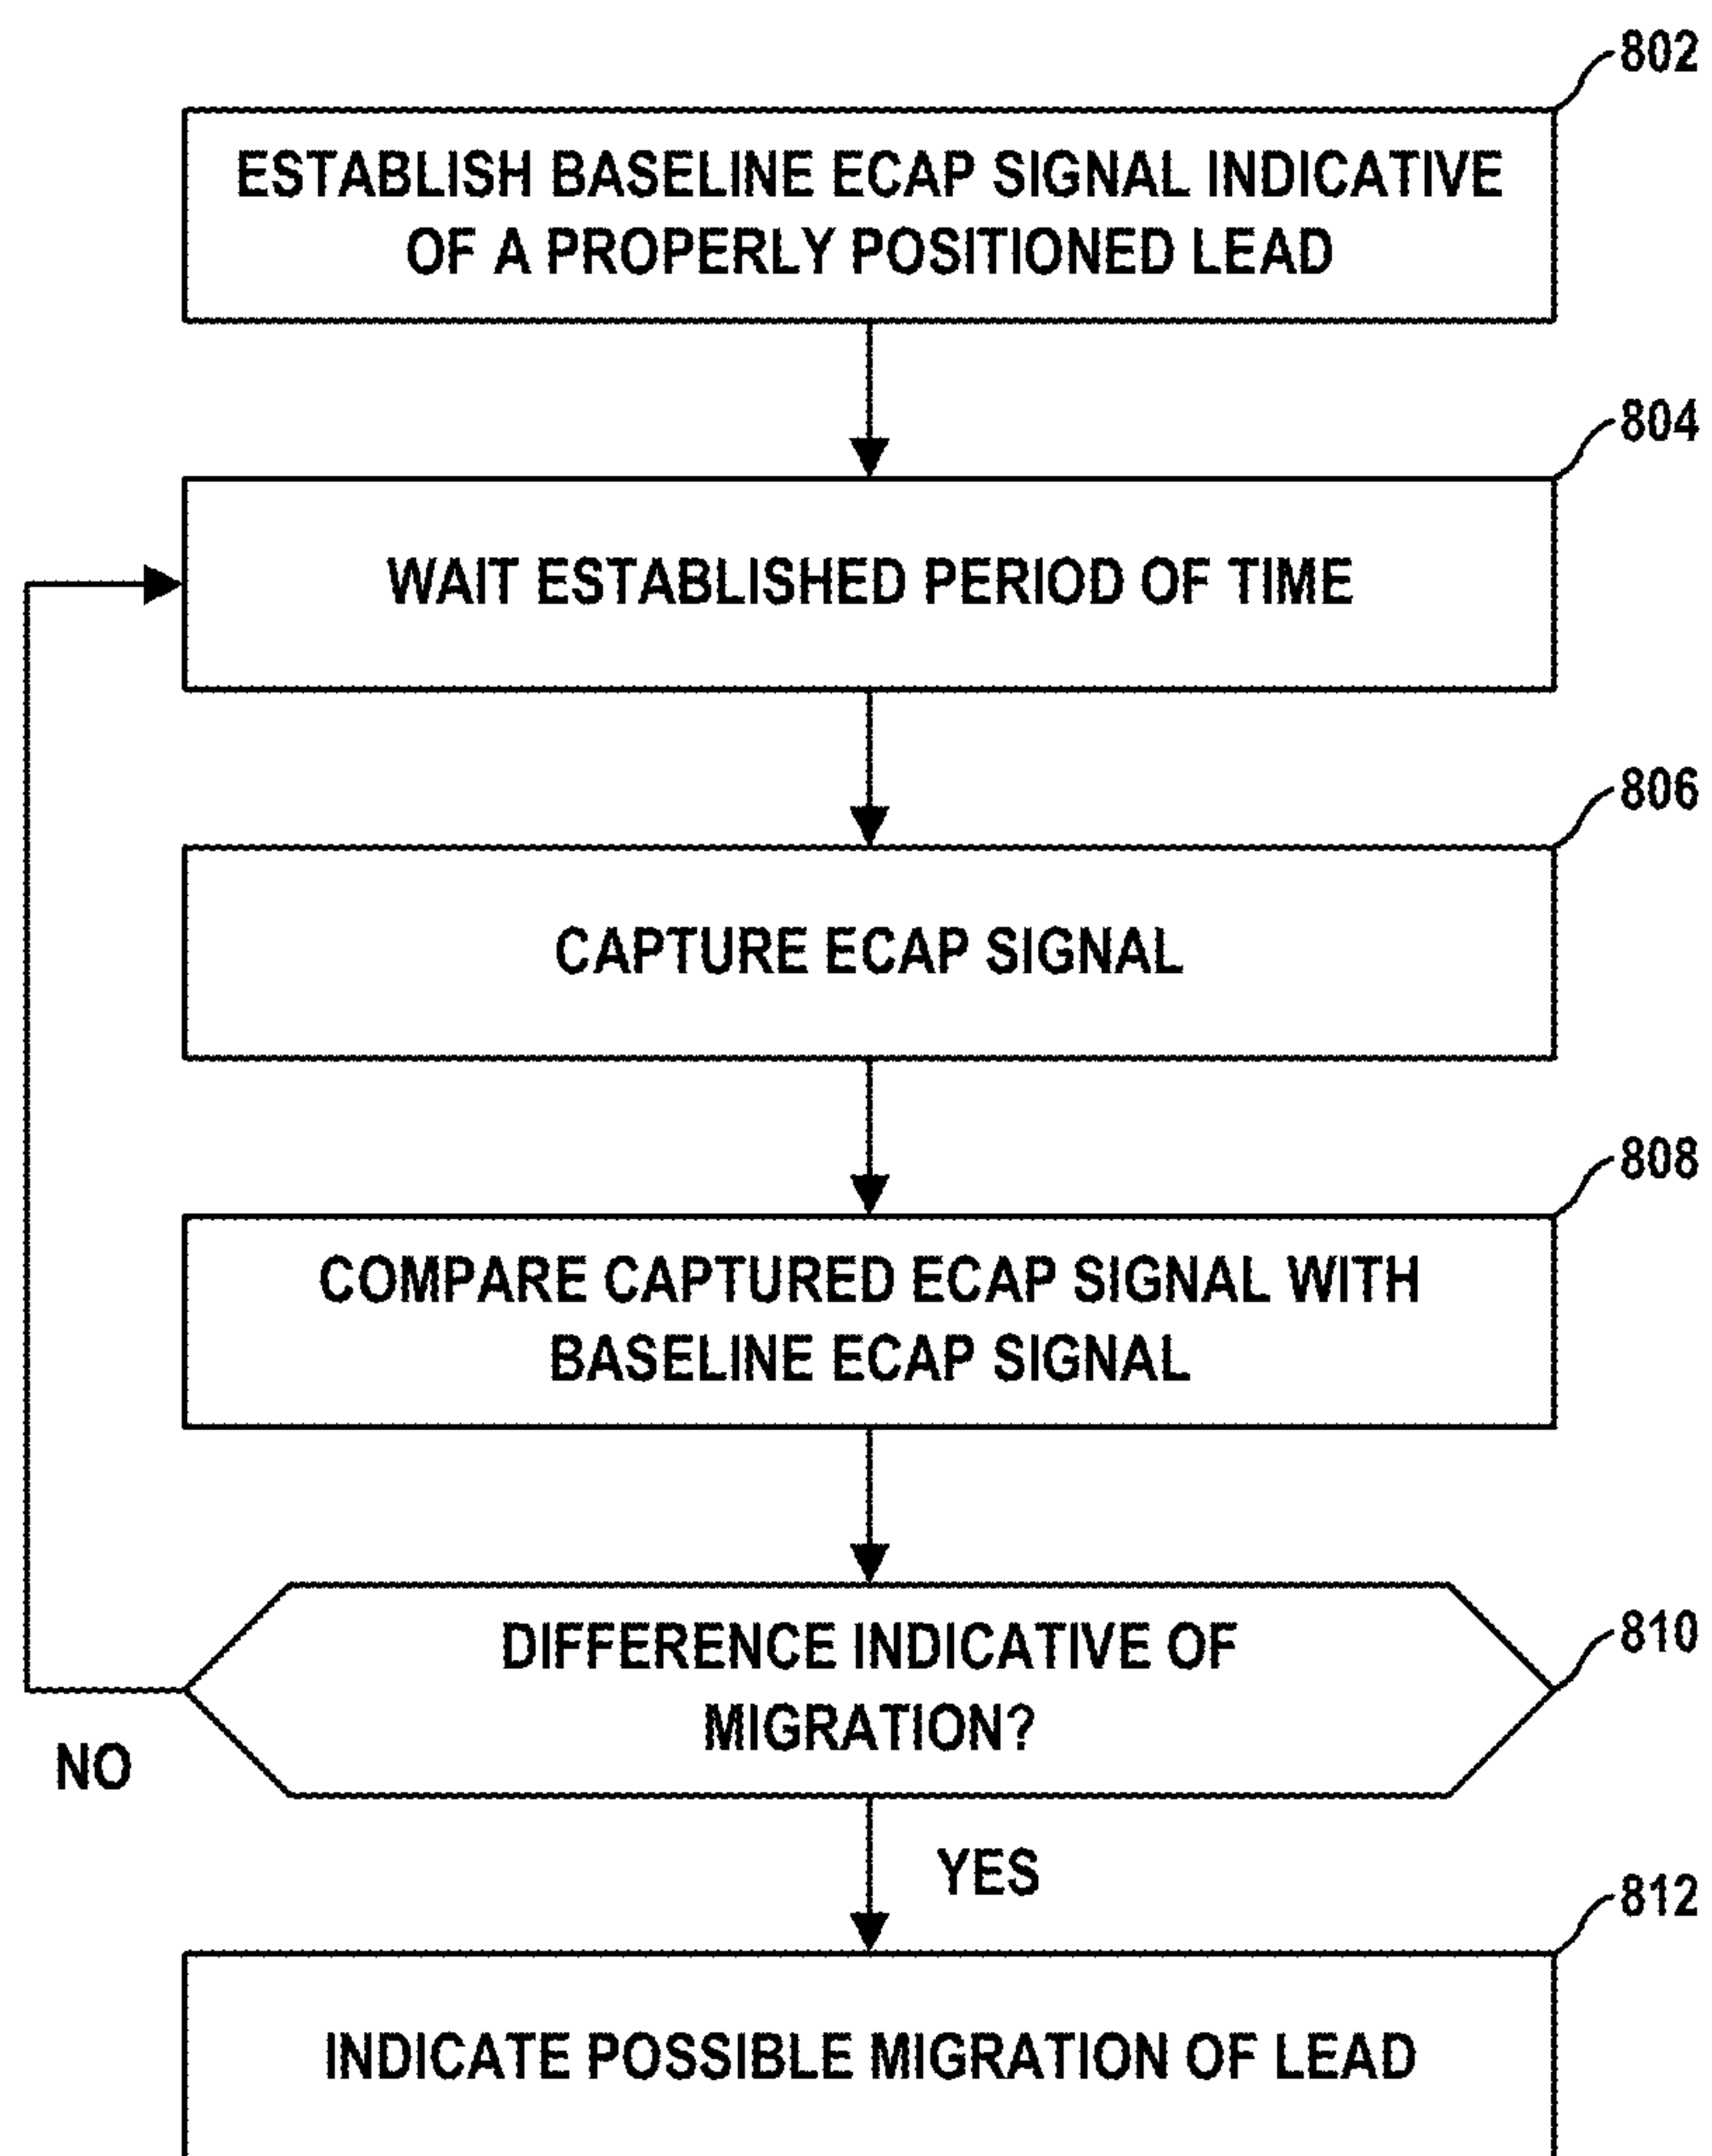 802
ESTABLISH BASELINE ECAP SIGNAL INDICATIVE
OF A PROPERLY POSITIONED LEAD
804
WAIT ESTABLISHED PERIOD OF TIME
806
CAPTURE ECAP SIGNAL
808
COMPARE CAPTURED ECAP SIGNAL WITH
BASELINE ECAP SIGNAL
810
DIFFERENCE INDICATIVE OF
MIGRATION?
NO
YES
812
INDICATE POSSIBLE MIGRATION OF LEAD